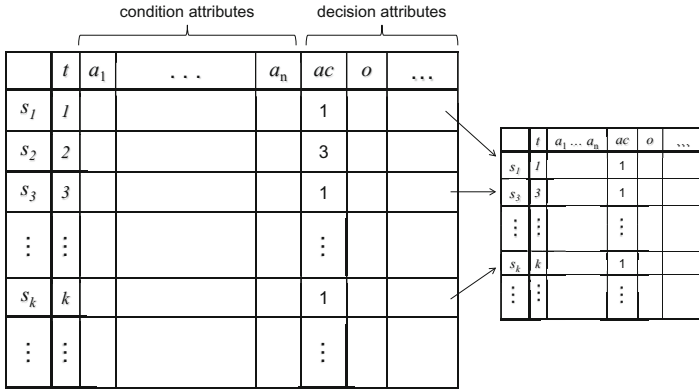 condition attributes decision attributes
t a1 . . . an ac o ...
s1 1 1
s2 2 3
s3 3 1
⋮ ⋮ ⋮
sk k 1
⋮ ⋮ ⋮
t a1 ... an ac o ...
s1 1 1
s3 3 1
⋮ ⋮ ⋮
sk k 1
⋮ ⋮ ⋮